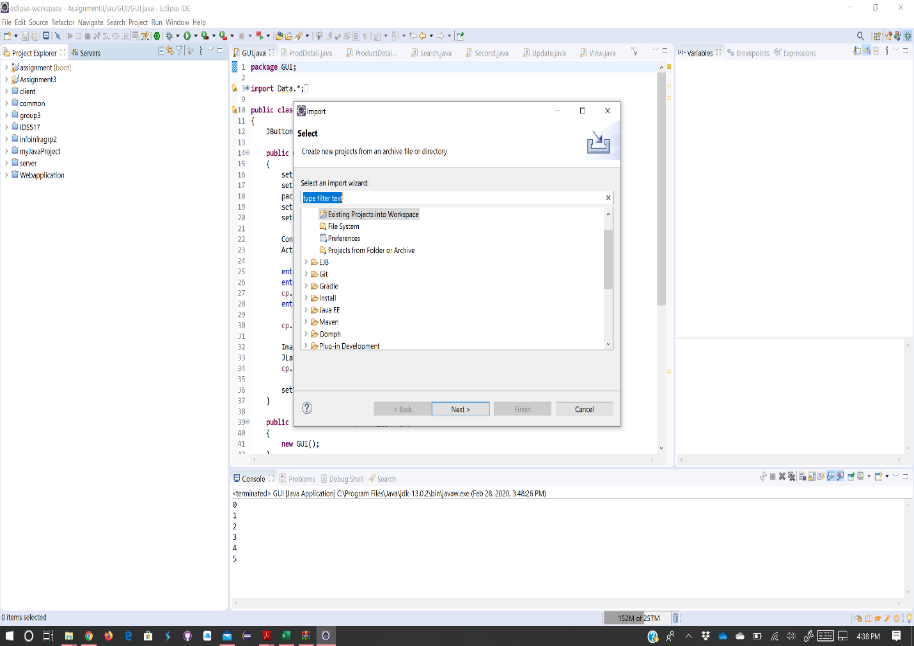 eclipse-workspace - Assignment3/src/GUI/GUI.java - Eclipse IDE
File Edit Source Refactor Navigate Search Project Run Window Help
Project Explorer
Servers
GUI.java
ProdDetail.java
ProductDetai...
Search.java
Second.java
Update.java
View.java
Variables
Breakpoints
Expressions
assignment [boot]
Assignment3
client
common
group3
IDS517
infoinfragrp2
myJavaProject
server
Webapplication
1 package GUI;
2
3 import Data.*;
9
10 public clas
11 {
12 JButton
13
14 public
15 {
16 set
17 set
18 pac
19 set
20 set
21
22 Con
23 Act
24
25 ent
26 ent
27 cp.
28 ent
29
30 cp.
31
32 Ima
33 JLa
34 cp.
35
36 set
37 }
38
39 public
40 {
41 new GUI();
Import
Select
Create new projects from an archive file or directory.
Select an import wizard:
type filter text
Existing Projects into Workspace
File System
Preferences
Projects from Folder or Archive
EJB
Git
Gradle
Install
Java EE
Maven
Oomph
Plug-in Development
?
< Back
Next >
Finish
Cancel
Console
Problems
Debug Shell
Search
<terminated> GUI [Java Application] C:\Program Files\Java\jdk-13.0.2\bin\javaw.exe (Feb 28, 2020, 3:48:26 PM)
0
1
2
3
4
5
0 items selected
152M of 257M
4:38 PM